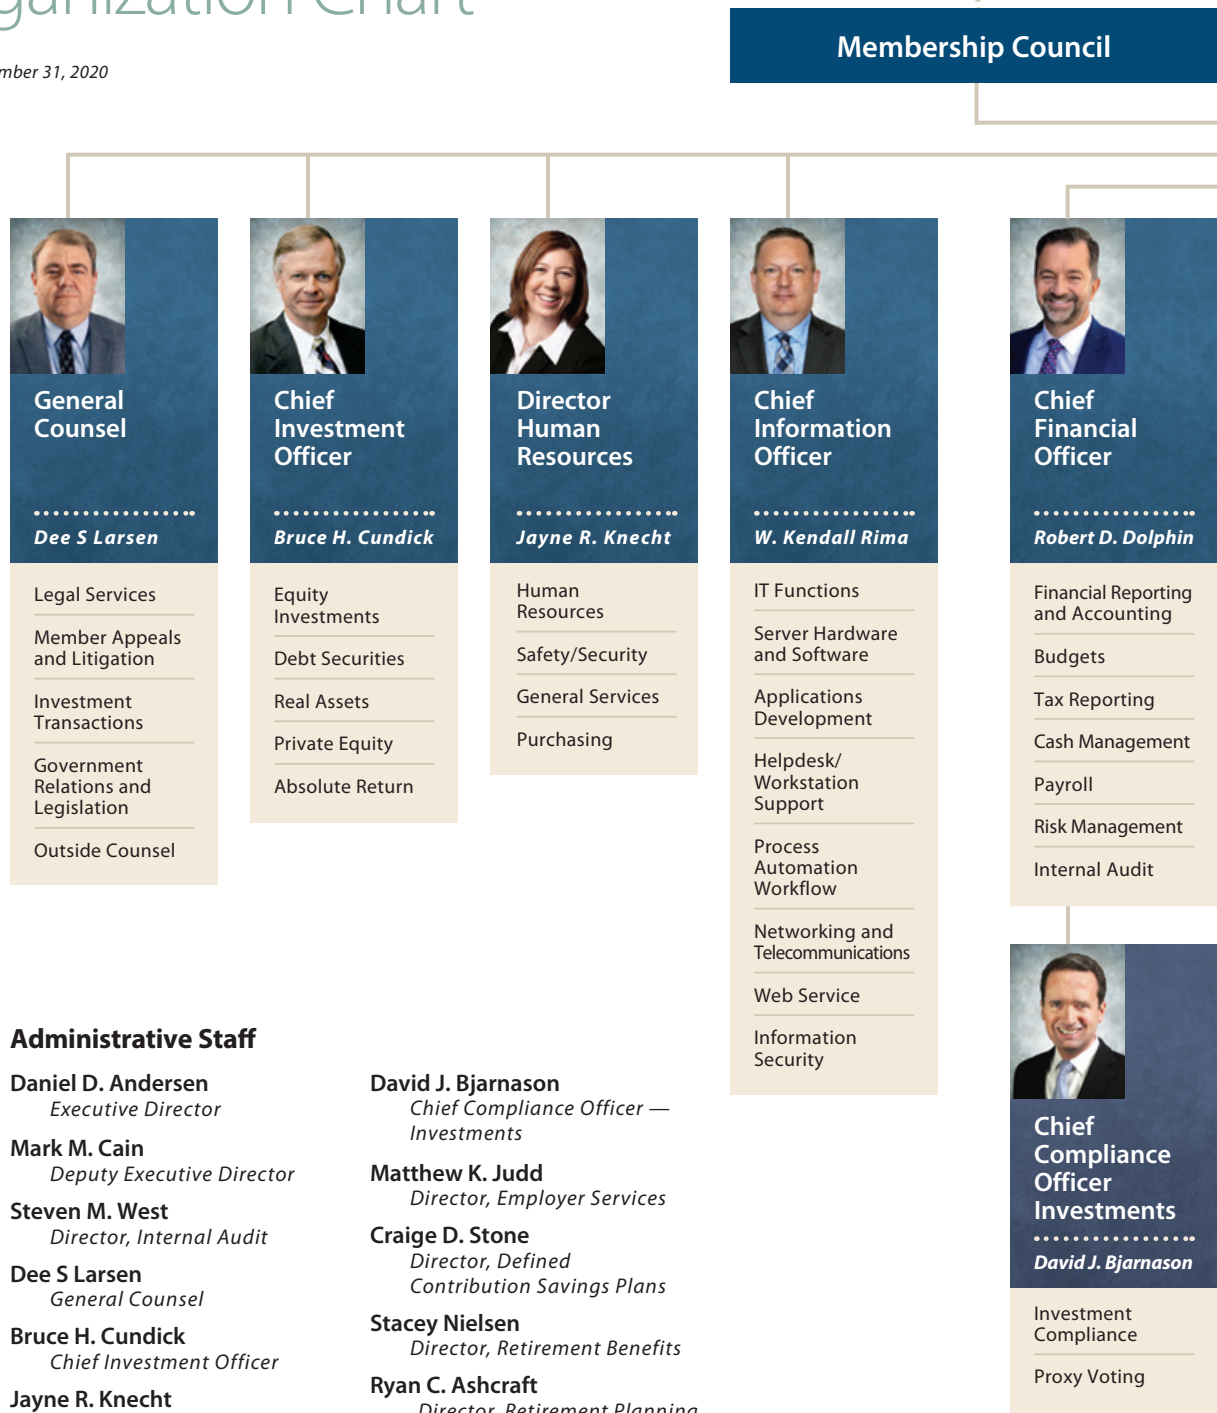 ganization Chart
mber 31, 2020
Membership Council
General
Counsel
Dee S Larsen
Legal Services
Member Appeals
and Litigation
Investment
Transactions
Government
Relations and
Legislation
Outside Counsel
Chief
Investment
Officer
Bruce H. Cundick
Equity
Investments
Debt Securities
Real Assets
Private Equity
Absolute Return
Director
Human
Resources
Jayne R. Knecht
Human
Resources
Safety/Security
General Services
Purchasing
Chief
Information
Officer
W. Kendall Rima
IT Functions
Server Hardware
and Software
Applications
Development
Helpdesk/
Workstation
Support
Process
Automation
Workflow
Networking and
Telecommunications
Web Service
Information
Security
Chief
Financial
Officer
Robert D. Dolphin
Financial Reporting
and Accounting
Budgets
Tax Reporting
Cash Management
Payroll
Risk Management
Internal Audit
Chief
Compliance
Officer
Investments
David J. Bjarnason
Investment
Compliance
Proxy Voting
Administrative Staff
Daniel D. Andersen
Executive Director
Mark M. Cain
Deputy Executive Director
Steven M. West
Director, Internal Audit
Dee S Larsen
General Counsel
Bruce H. Cundick
Chief Investment Officer
Jayne R. Knecht
David J. Bjarnason
Chief Compliance Officer —
Investments
Matthew K. Judd
Director, Employer Services
Craige D. Stone
Director, Defined
Contribution Savings Plans
Stacey Nielsen
Director, Retirement Benefits
Ryan C. Ashcraft
Director, Retirement Planning